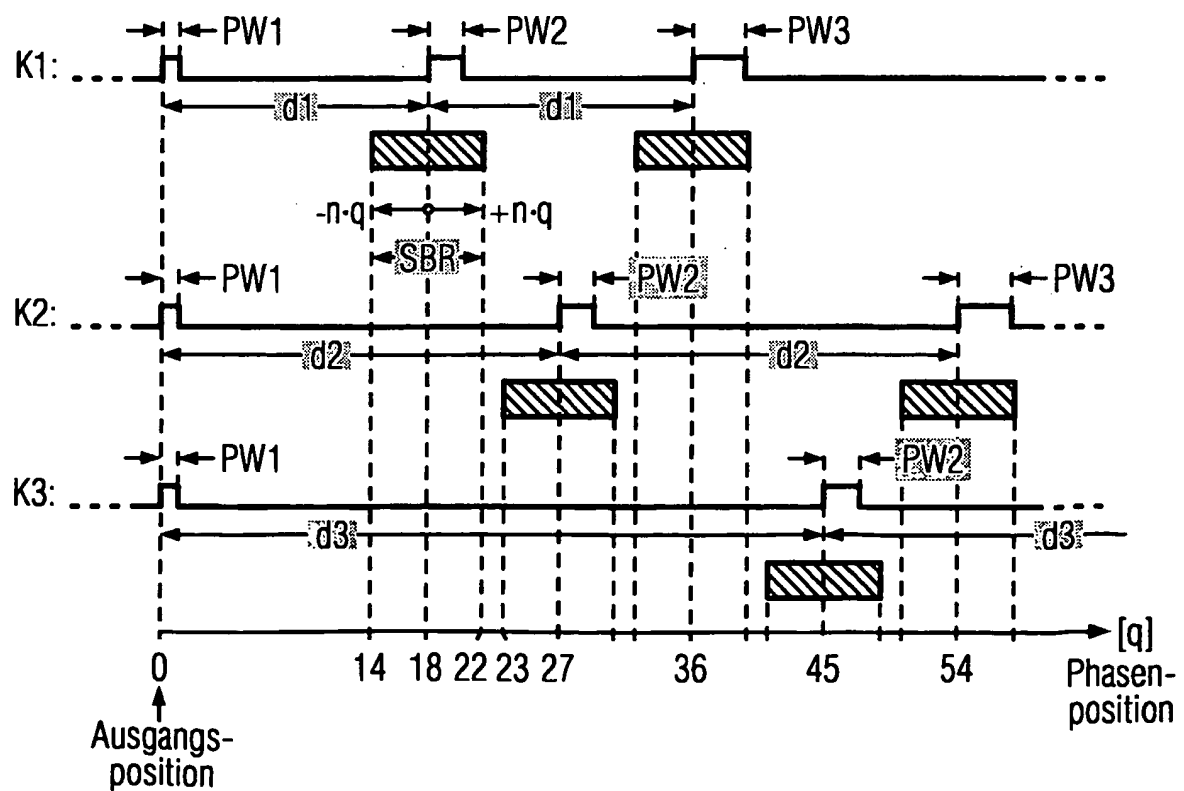 PW1 PW2 PW3
K1:
d1 d1
-n·q +n·q
SBR
PW1 PW2 PW3
K2:
d2 d2
PW1 PW2
K3:
d3 d3
[q]
0 14 18 22 23 27 36 45 54
Phasen-
position
Ausgangs-
position